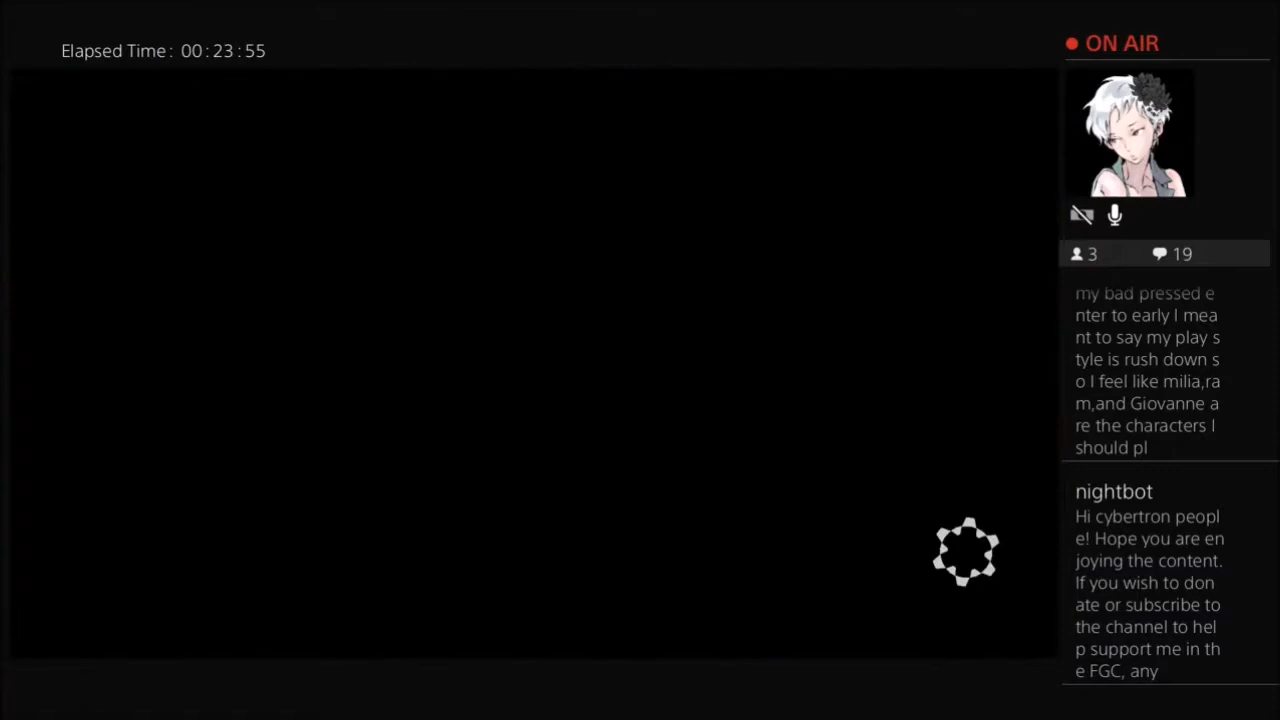 Elapsed Time: 00:23:55
ON AIR
3 19
my bad pressed e
nter to early I mea
nt to say my play s
tyle is rush down s
o I feel like milia,ra
m,and Giovanne a
re the characters I
should pl
nightbot
Hi cybertron peopl
e! Hope you are en
joying the content.
If you wish to don
ate or subscribe to
the channel to hel
p support me in th
e FGC, any